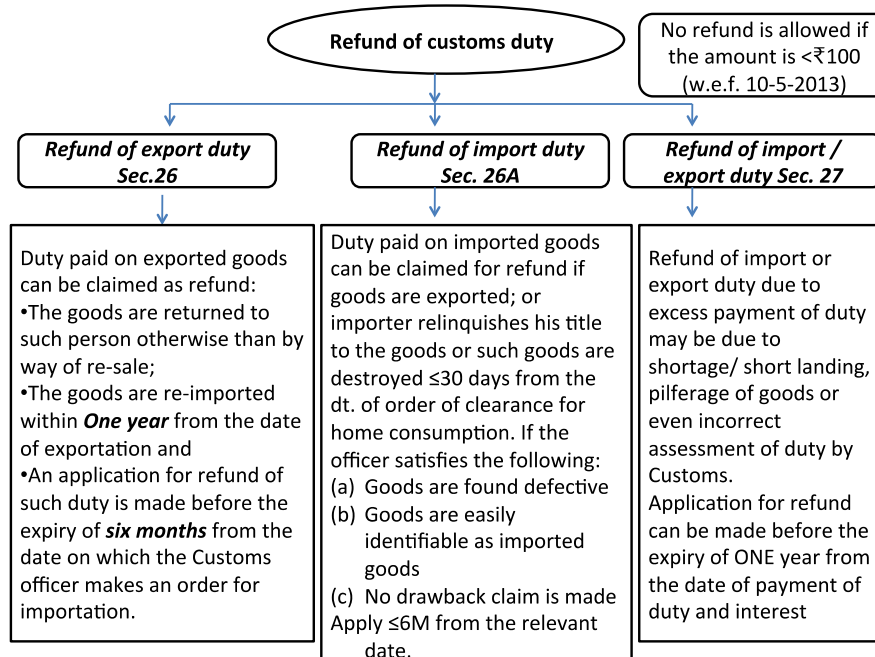 Refund of customs duty
No refund is allowed if
the amount is <₹100
(w.e.f. 10-5-2013)
Refund of export duty
Sec.26
Refund of import duty
Sec. 26A
Refund of import /
export duty Sec. 27
Duty paid on exported goods
can be claimed as refund:
•The goods are returned to
such person otherwise than by
way of re-sale;
•The goods are re-imported
within One year from the date
of exportation and
•An application for refund of
such duty is made before the
expiry of six months from the
date on which the Customs
officer makes an order for
importation.
Duty paid on imported goods
can be claimed for refund if
goods are exported; or
importer relinquishes his title
to the goods or such goods are
destroyed ≤30 days from the
dt. of order of clearance for
home consumption. If the
officer satisfies the following:
(a) Goods are found defective
(b) Goods are easily
identifiable as imported
goods
(c) No drawback claim is made
Apply ≤6M from the relevant
date.
Refund of import or
export duty due to
excess payment of duty
may be due to
shortage/ short landing,
pilferage of goods or
even incorrect
assessment of duty by
Customs.
Application for refund
can be made before the
expiry of ONE year from
the date of payment of
duty and interest